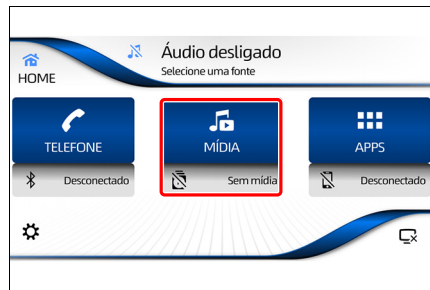 Áudio desligado
Selecione uma fonte
HOME
TELEFONE
MÍDIA
APPS
Desconectado
Sem mídia
Desconectado